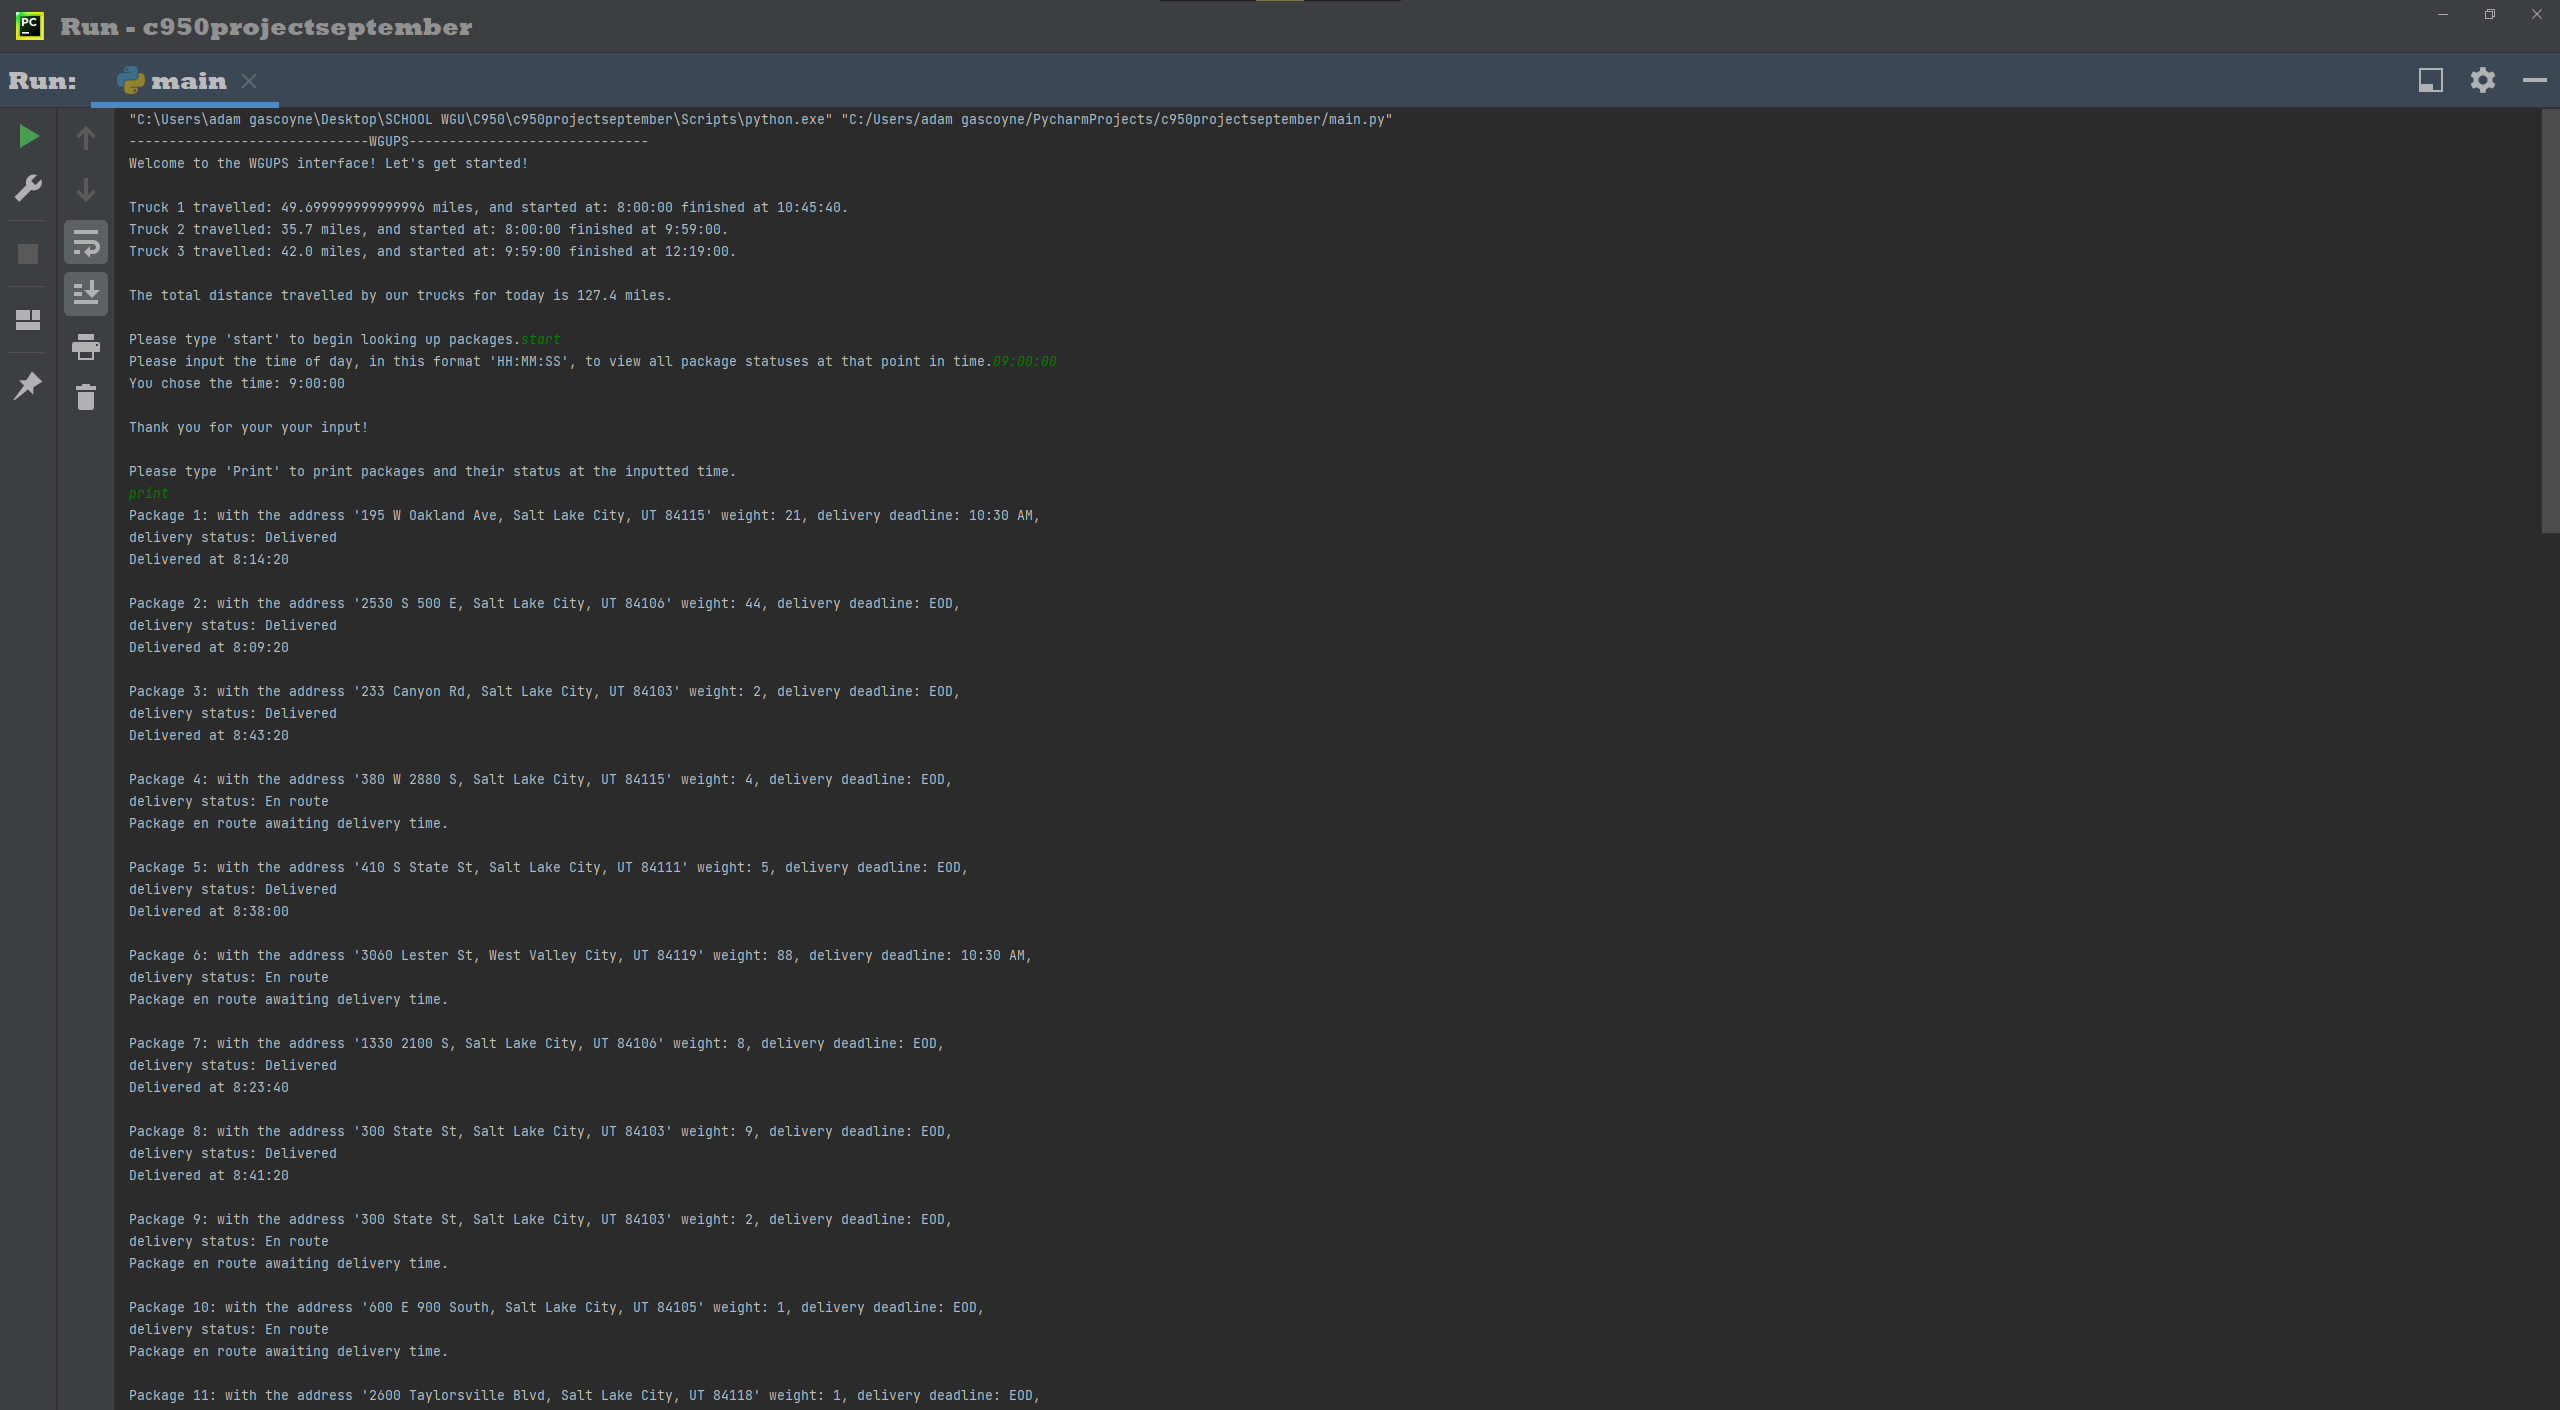 PC
Run - c950projectseptember
Run: main
"C:\Users\adam gascoyne\Desktop\SCHOOL WGU\C950\c950projectseptember\Scripts\python.exe" "C:/Users/adam gascoyne/PycharmProjects/c950projectseptember/main.py"
------------------------------WGUPS------------------------------
Welcome to the WGUPS interface! Let's get started!
Truck 1 travelled: 49.699999999999996 miles, and started at: 8:00:00 finished at 10:45:40.
Truck 2 travelled: 35.7 miles, and started at: 8:00:00 finished at 9:59:00.
Truck 3 travelled: 42.0 miles, and started at: 9:59:00 finished at 12:19:00.
The total distance travelled by our trucks for today is 127.4 miles.
Please type 'start' to begin looking up packages.start
Please input the time of day, in this format 'HH:MM:SS', to view all package statuses at that point in time.09:00:00
You chose the time: 9:00:00
Thank you for your your input!
Please type 'Print' to print packages and their status at the inputted time.
print
Package 1: with the address '195 W Oakland Ave, Salt Lake City, UT 84115' weight: 21, delivery deadline: 10:30 AM,
delivery status: Delivered
Delivered at 8:14:20
Package 2: with the address '2530 S 500 E, Salt Lake City, UT 84106' weight: 44, delivery deadline: EOD,
delivery status: Delivered
Delivered at 8:09:20
Package 3: with the address '233 Canyon Rd, Salt Lake City, UT 84103' weight: 2, delivery deadline: EOD,
delivery status: Delivered
Delivered at 8:43:20
Package 4: with the address '380 W 2880 S, Salt Lake City, UT 84115' weight: 4, delivery deadline: EOD,
delivery status: En route
Package en route awaiting delivery time.
Package 5: with the address '410 S State St, Salt Lake City, UT 84111' weight: 5, delivery deadline: EOD,
delivery status: Delivered
Delivered at 8:38:00
Package 6: with the address '3060 Lester St, West Valley City, UT 84119' weight: 88, delivery deadline: 10:30 AM,
delivery status: En route
Package en route awaiting delivery time.
Package 7: with the address '1330 2100 S, Salt Lake City, UT 84106' weight: 8, delivery deadline: EOD,
delivery status: Delivered
Delivered at 8:23:40
Package 8: with the address '300 State St, Salt Lake City, UT 84103' weight: 9, delivery deadline: EOD,
delivery status: Delivered
Delivered at 8:41:20
Package 9: with the address '300 State St, Salt Lake City, UT 84103' weight: 2, delivery deadline: EOD,
delivery status: En route
Package en route awaiting delivery time.
Package 10: with the address '600 E 900 South, Salt Lake City, UT 84105' weight: 1, delivery deadline: EOD,
delivery status: En route
Package en route awaiting delivery time.
Package 11: with the address '2600 Taylorsville Blvd, Salt Lake City, UT 84118' weight: 1, delivery deadline: EOD,